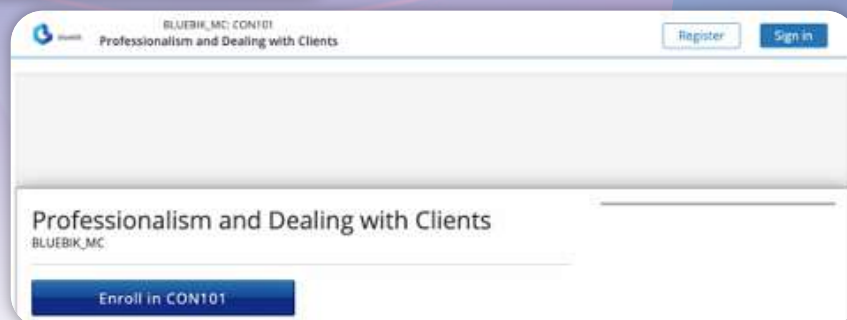 BLUEBIK_MC: CON101
Professionalism and Dealing with Clients
Register
Sign in
Professionalism and Dealing with Clients
BLUEBIK_MC
Enroll in CON101